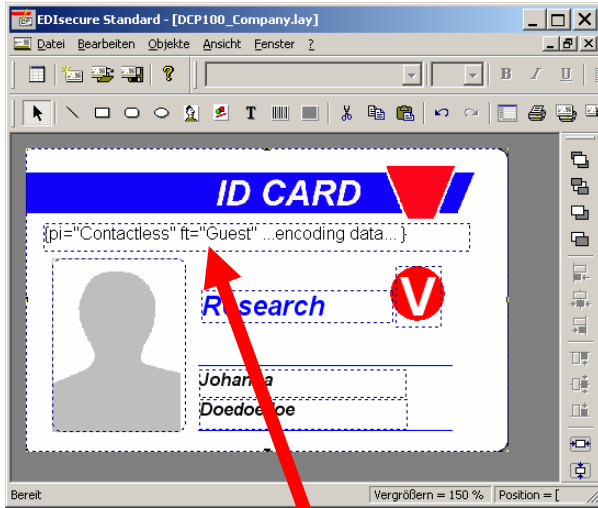 EDIsecure Standard - [DCP100_Company.lay]
Datei Bearbeiten Objekte Ansicht Fenster ?
B I U
T
ID CARD
{pi="Contactless" ft="Guest" ...encoding data... }
Research
V
Johanna
Bereit Vergrößern = 150 % Position = [